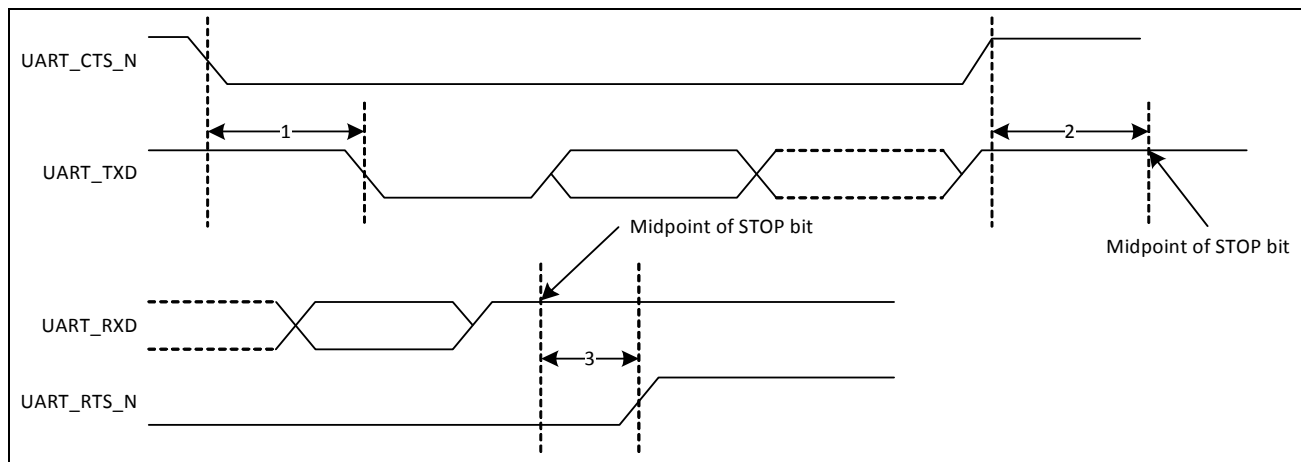 UART_CTS_N
1
2
UART_TXD
Midpoint of STOP bit
Midpoint of STOP bit
UART_RXD
3
UART_RTS_N